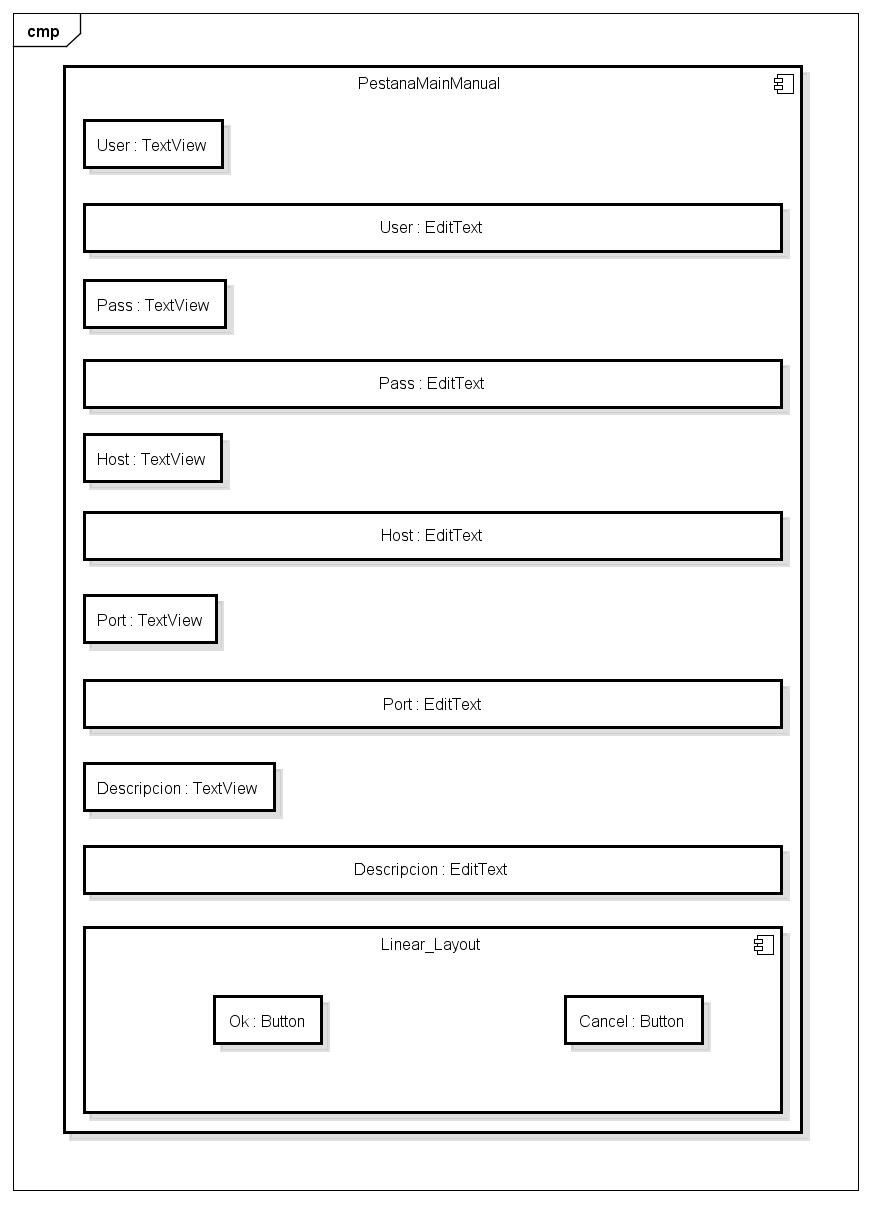 cmp
PestanaMainManual
User : TextView
User : EditText
Pass : TextView
Pass : EditText
Host : TextView
Host : EditText
Port : TextView
Port : EditText
Descripcion : TextView
Descripcion : EditText
Linear_Layout
Ok : Button
Cancel : Button